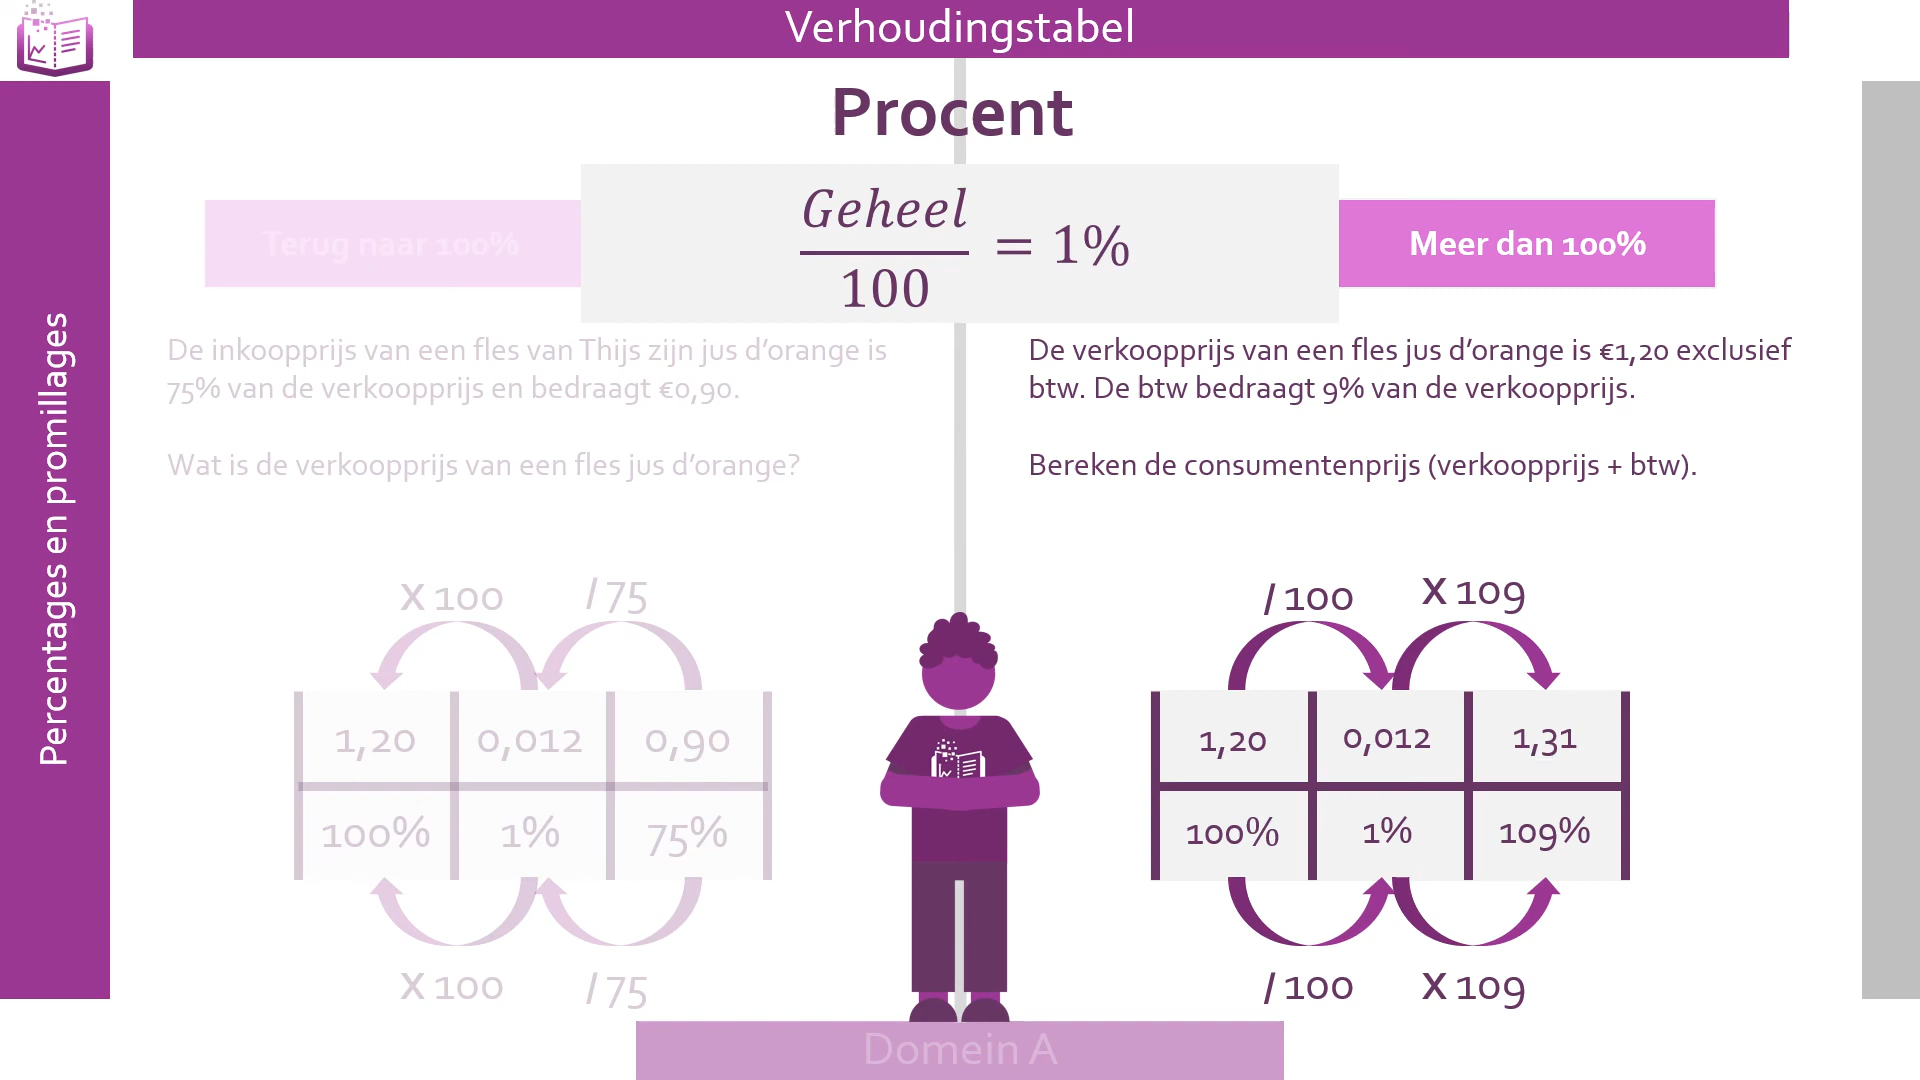 Verhoudingstabel
Procent
Geheel
100
= 1%
Terug naar 100%
Meer dan 100%
Percentages en promillages
De inkoopprijs van een fles van Thijs zijn jus d’orange is
75% van de verkoopprijs en bedraagt €0,90.
Wat is de verkoopprijs van een fles jus d’orange?
X 100 / 75
1,20 0,012 0,90
100% 1% 75%
X 100 / 75
De verkoopprijs van een fles jus d’orange is €1,20 exclusief
btw. De btw bedraagt 9% van de verkoopprijs.
Bereken de consumentenprijs (verkoopprijs + btw).
/ 100 X 109
1,20 0,012 1,31
100% 1% 109%
/ 100 X 109
Domein A